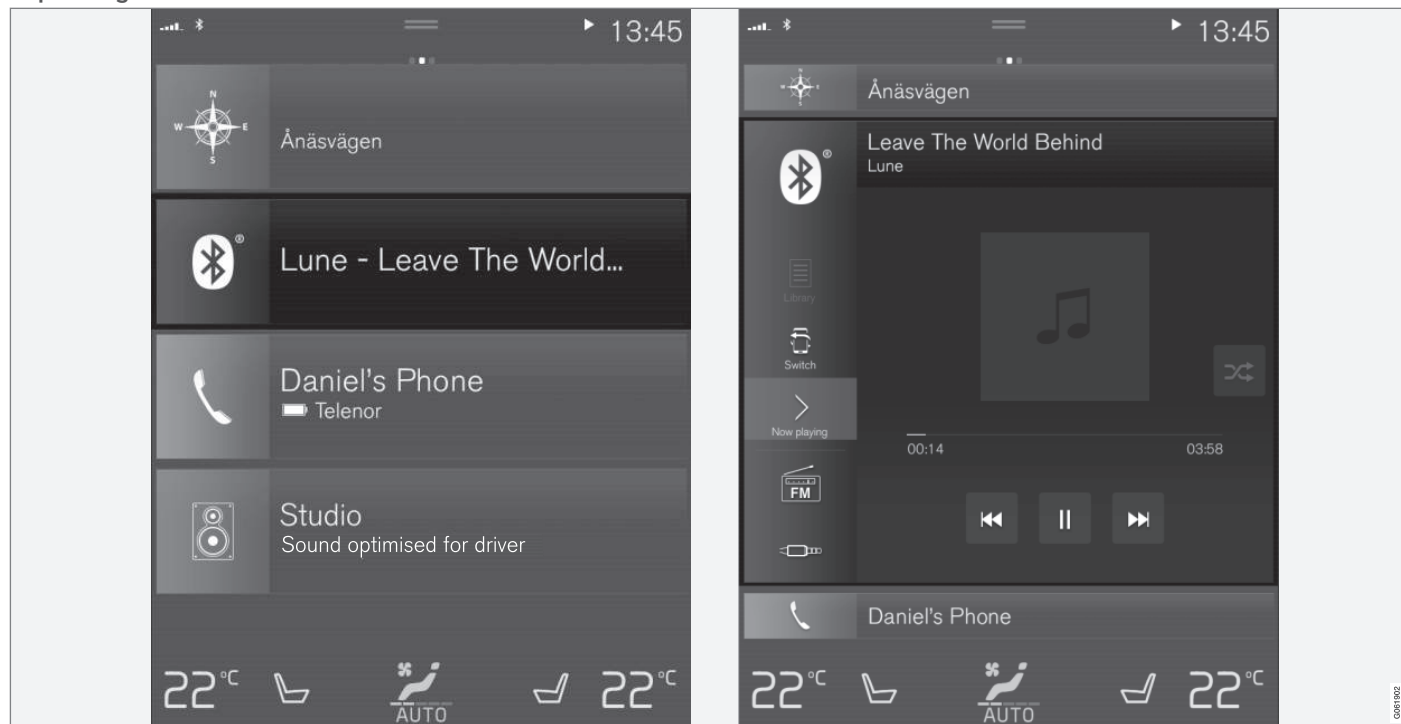 13:45
N
W E
S
Ånäsvägen
®
Lune - Leave The World...
Daniel's Phone
Telenor
Studio
Sound optimised for driver
22°C
AUTO
22°C
13:45
N
W E
S
Ånäsvägen
®
Leave The World Behind
Lune
Library
Switch
Now playing
00:14 03:58
FM
Daniel's Phone
22°C
AUTO
22°C
G061902